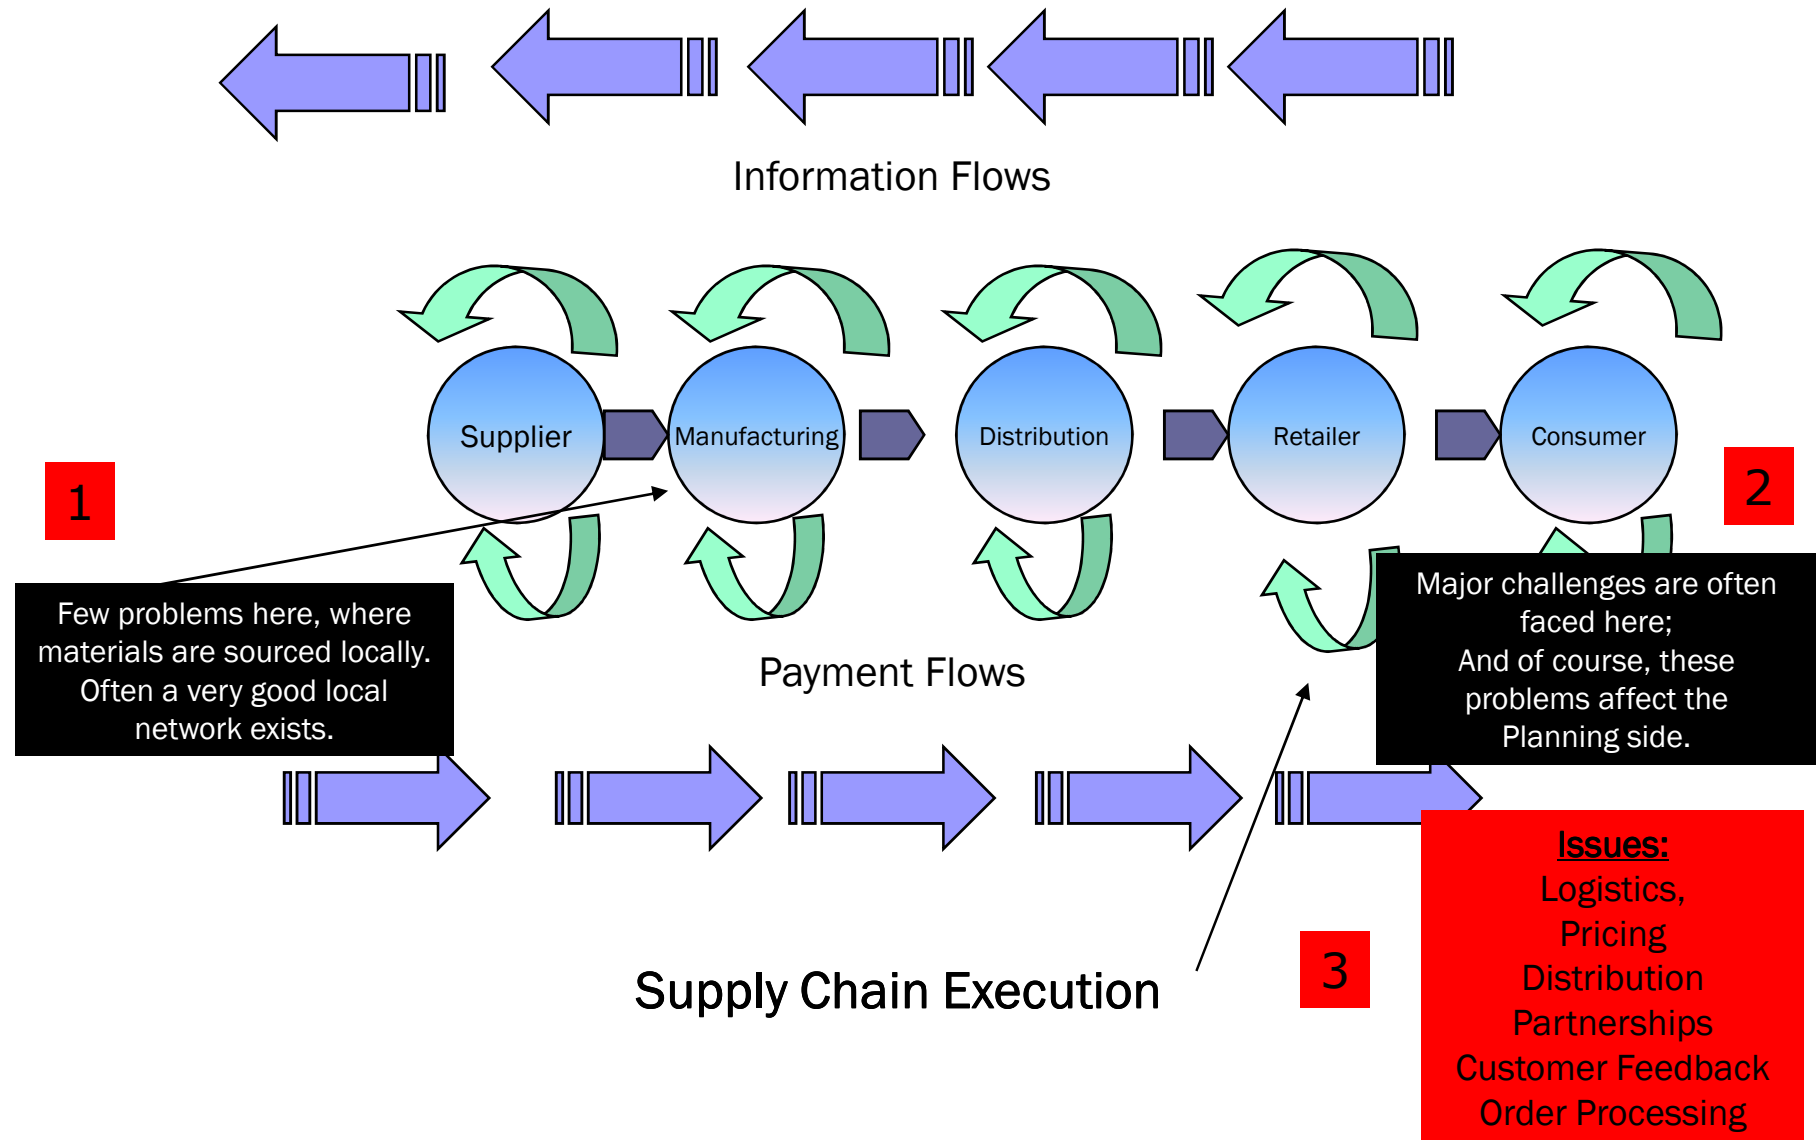 Information Flows
Supplier
Manufacturing
Distribution
Retailer
Consumer
1
2
Few problems here, where
materials are sourced locally.
Often a very good local
network exists.
Major challenges are often
faced here;
And of course, these
problems affect the
Planning side.
Payment Flows
Supply Chain Execution
3
Issues:
Logistics,
Pricing
Distribution
Partnerships
Customer Feedback
Order Processing